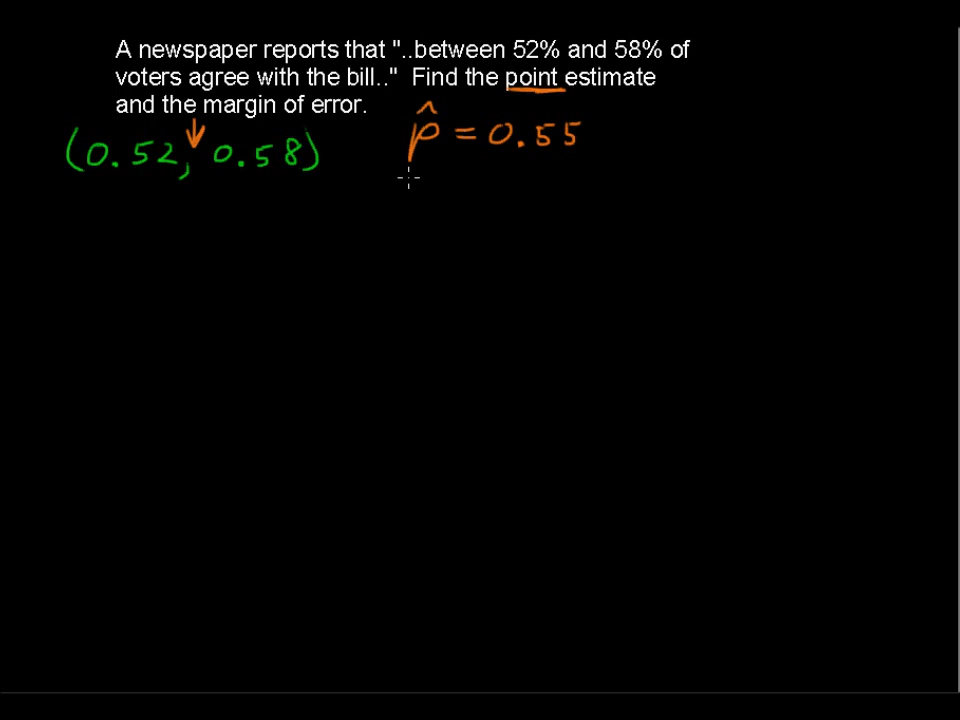 A newspaper reports that "..between 52% and 58% of
voters agree with the bill.." Find the point estimate
and the margin of error.
(0.52, 0.58)
p̂ = 0.55